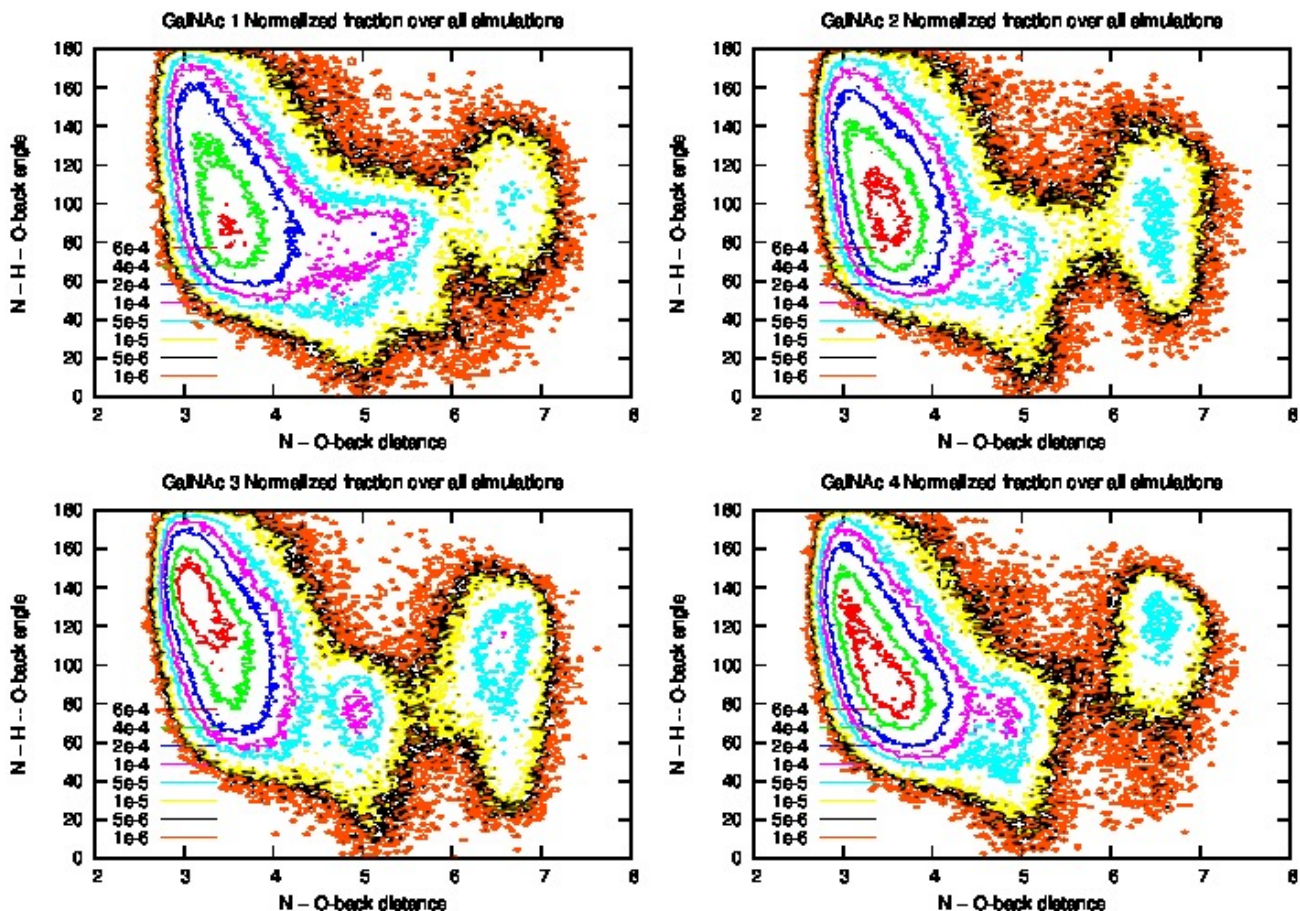 GalNAc 1 Normalized fraction over all simulations
N – H – O-back angle
180
160
140
120
100
80
60
40
20
0
6e-4
4e-4
2e-4
1e-4
5e-5
1e-5
5e-6
1e-6
2 3 4 5 6 7 8
N – O-back distance
GalNAc 2 Normalized fraction over all simulations
N – H – O-back angle
180
160
140
120
100
80
60
40
20
0
6e-4
4e-4
2e-4
1e-4
5e-5
1e-5
5e-6
1e-6
2 3 4 5 6 7 8
N – O-back distance
GalNAc 3 Normalized fraction over all simulations
N – H -- O-back angle
180
160
140
120
100
80
60
40
20
0
6e-4
4e-4
2e-4
1e-4
5e-5
1e-5
5e-6
1e-6
2 3 4 5 6 7 8
N – O-back distance
GalNAc 4 Normalized fraction over all simulations
N – H -- O-back angle
180
160
140
120
100
80
60
40
20
0
6e-4
4e-4
2e-4
1e-4
5e-5
1e-5
5e-6
1e-6
2 3 4 5 6 7 8
N – O-back distance